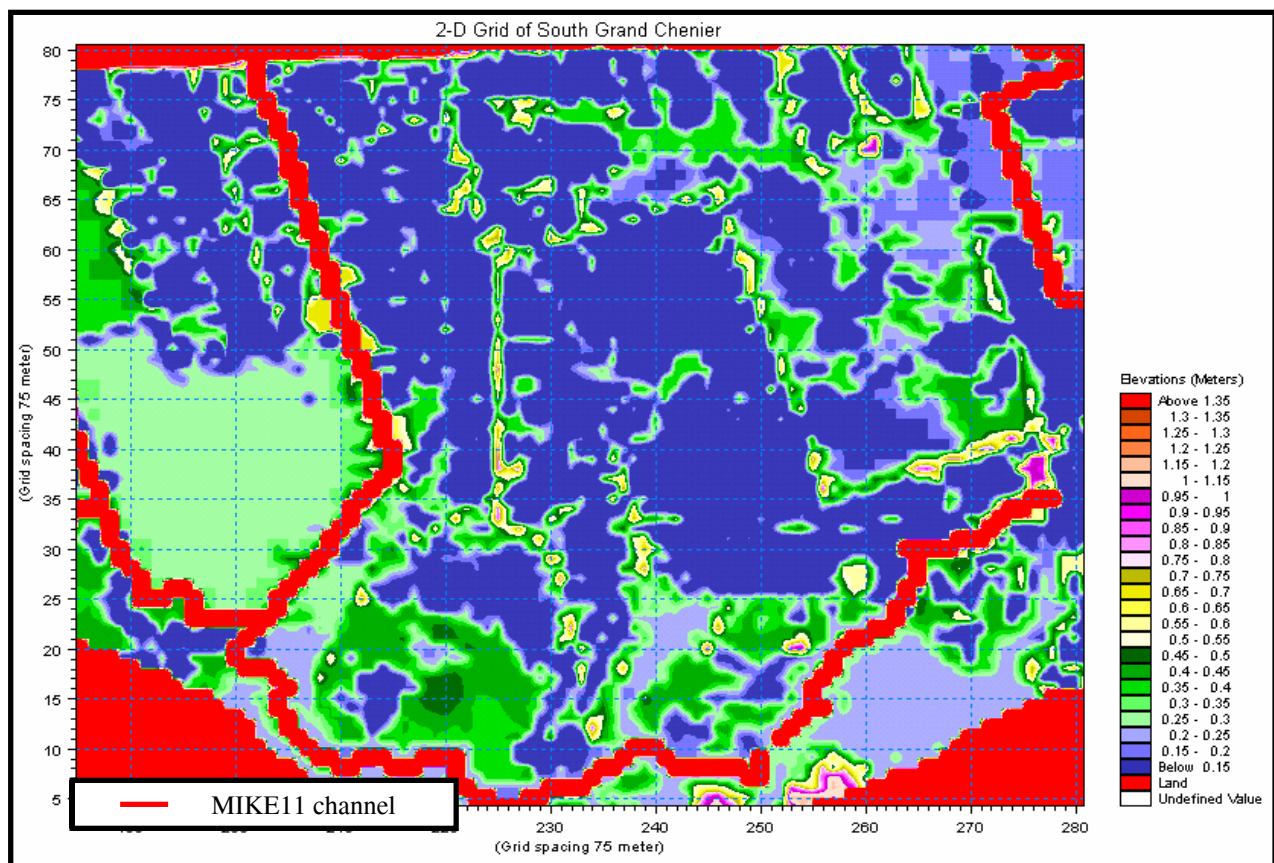 2-D Grid of South Grand Chenier
80
75
70
65
60
55
50
45
40
35
30
25
20
15
10
5
(Grid spacing 75 meter)
230
240
250
260
270
280
(Grid spacing 75 meter)
MIKE11 channel
Elevations (Meters)
Above 1.35
1.3 - 1.35
1.25 - 1.3
1.2 - 1.25
1.15 - 1.2
1 - 1.15
0.95 - 1
0.9 - 0.95
0.85 - 0.9
0.8 - 0.85
0.75 - 0.8
0.7 - 0.75
0.65 - 0.7
0.6 - 0.65
0.55 - 0.6
0.5 - 0.55
0.45 - 0.5
0.4 - 0.45
0.35 - 0.4
0.3 - 0.35
0.25 - 0.3
0.2 - 0.25
0.15 - 0.2
Below 0.15
Land
Undefined Value